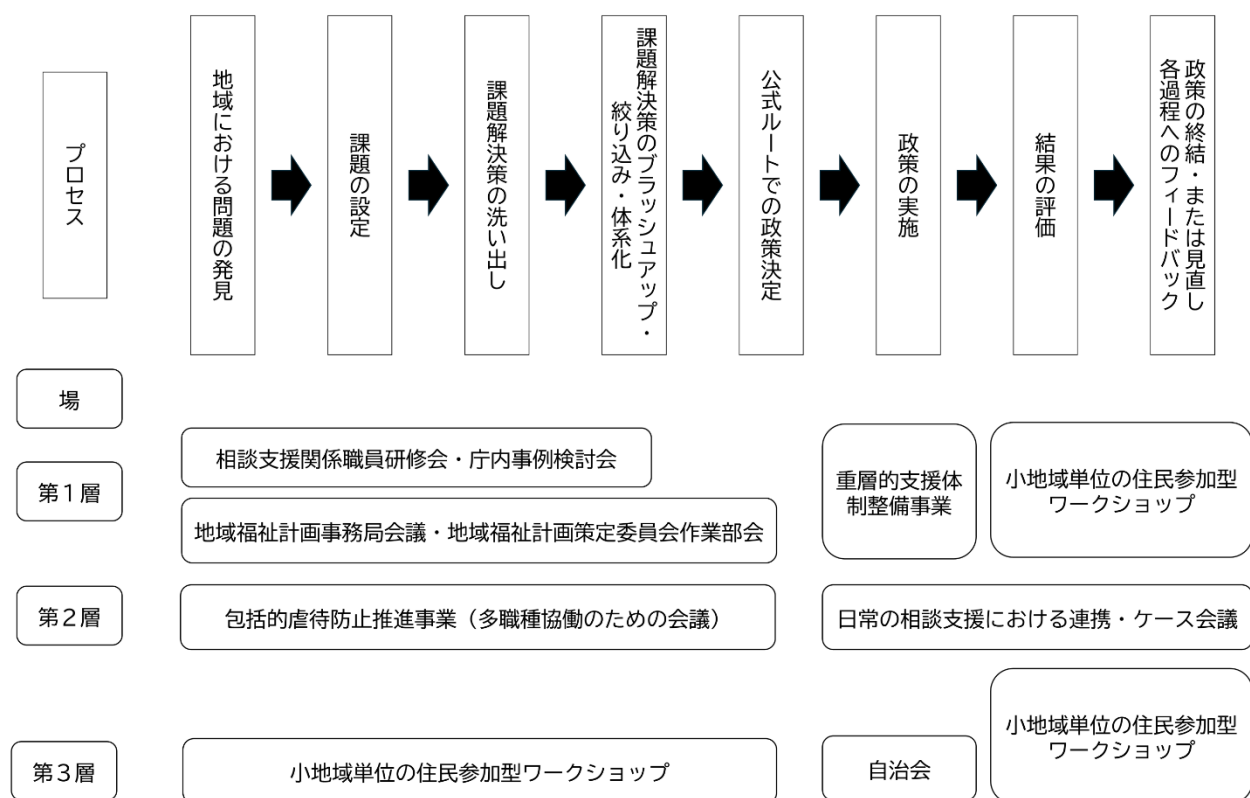 プロセス
地域における問題の発見
課題の設定
課題解決策の洗い出し
課題解決策のブラッシュアップ・
絞り込み・体系化
公式ルートでの政策決定
政策の実施
結果の評価
政策の終結・または見直し
各過程へのフィードバック
場
第１層
相談支援関係職員研修会・庁内事例検討会
地域福祉計画事務局会議・地域福祉計画策定委員会作業部会
重層的支援体
制整備事業
小地域単位の住民参加型
ワークショップ
第２層
包括的虐待防止推進事業（多職種協働のための会議）
日常の相談支援における連携・ケース会議
第３層
小地域単位の住民参加型ワークショップ
自治会
小地域単位の住民参加型
ワークショップ